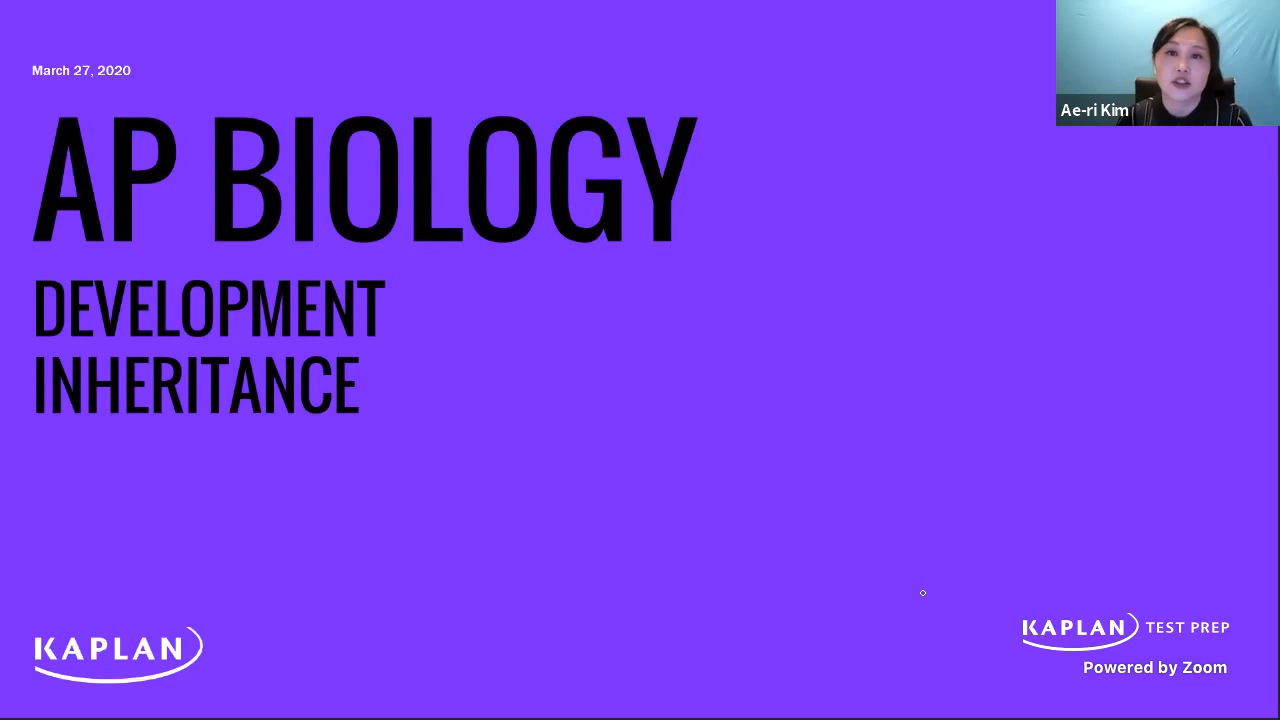 March 27, 2020
AP BIOLOGY
DEVELOPMENT
INHERITANCE
Ae-ri Kim
KAPLAN
KAPLAN TEST PREP
Powered by Zoom